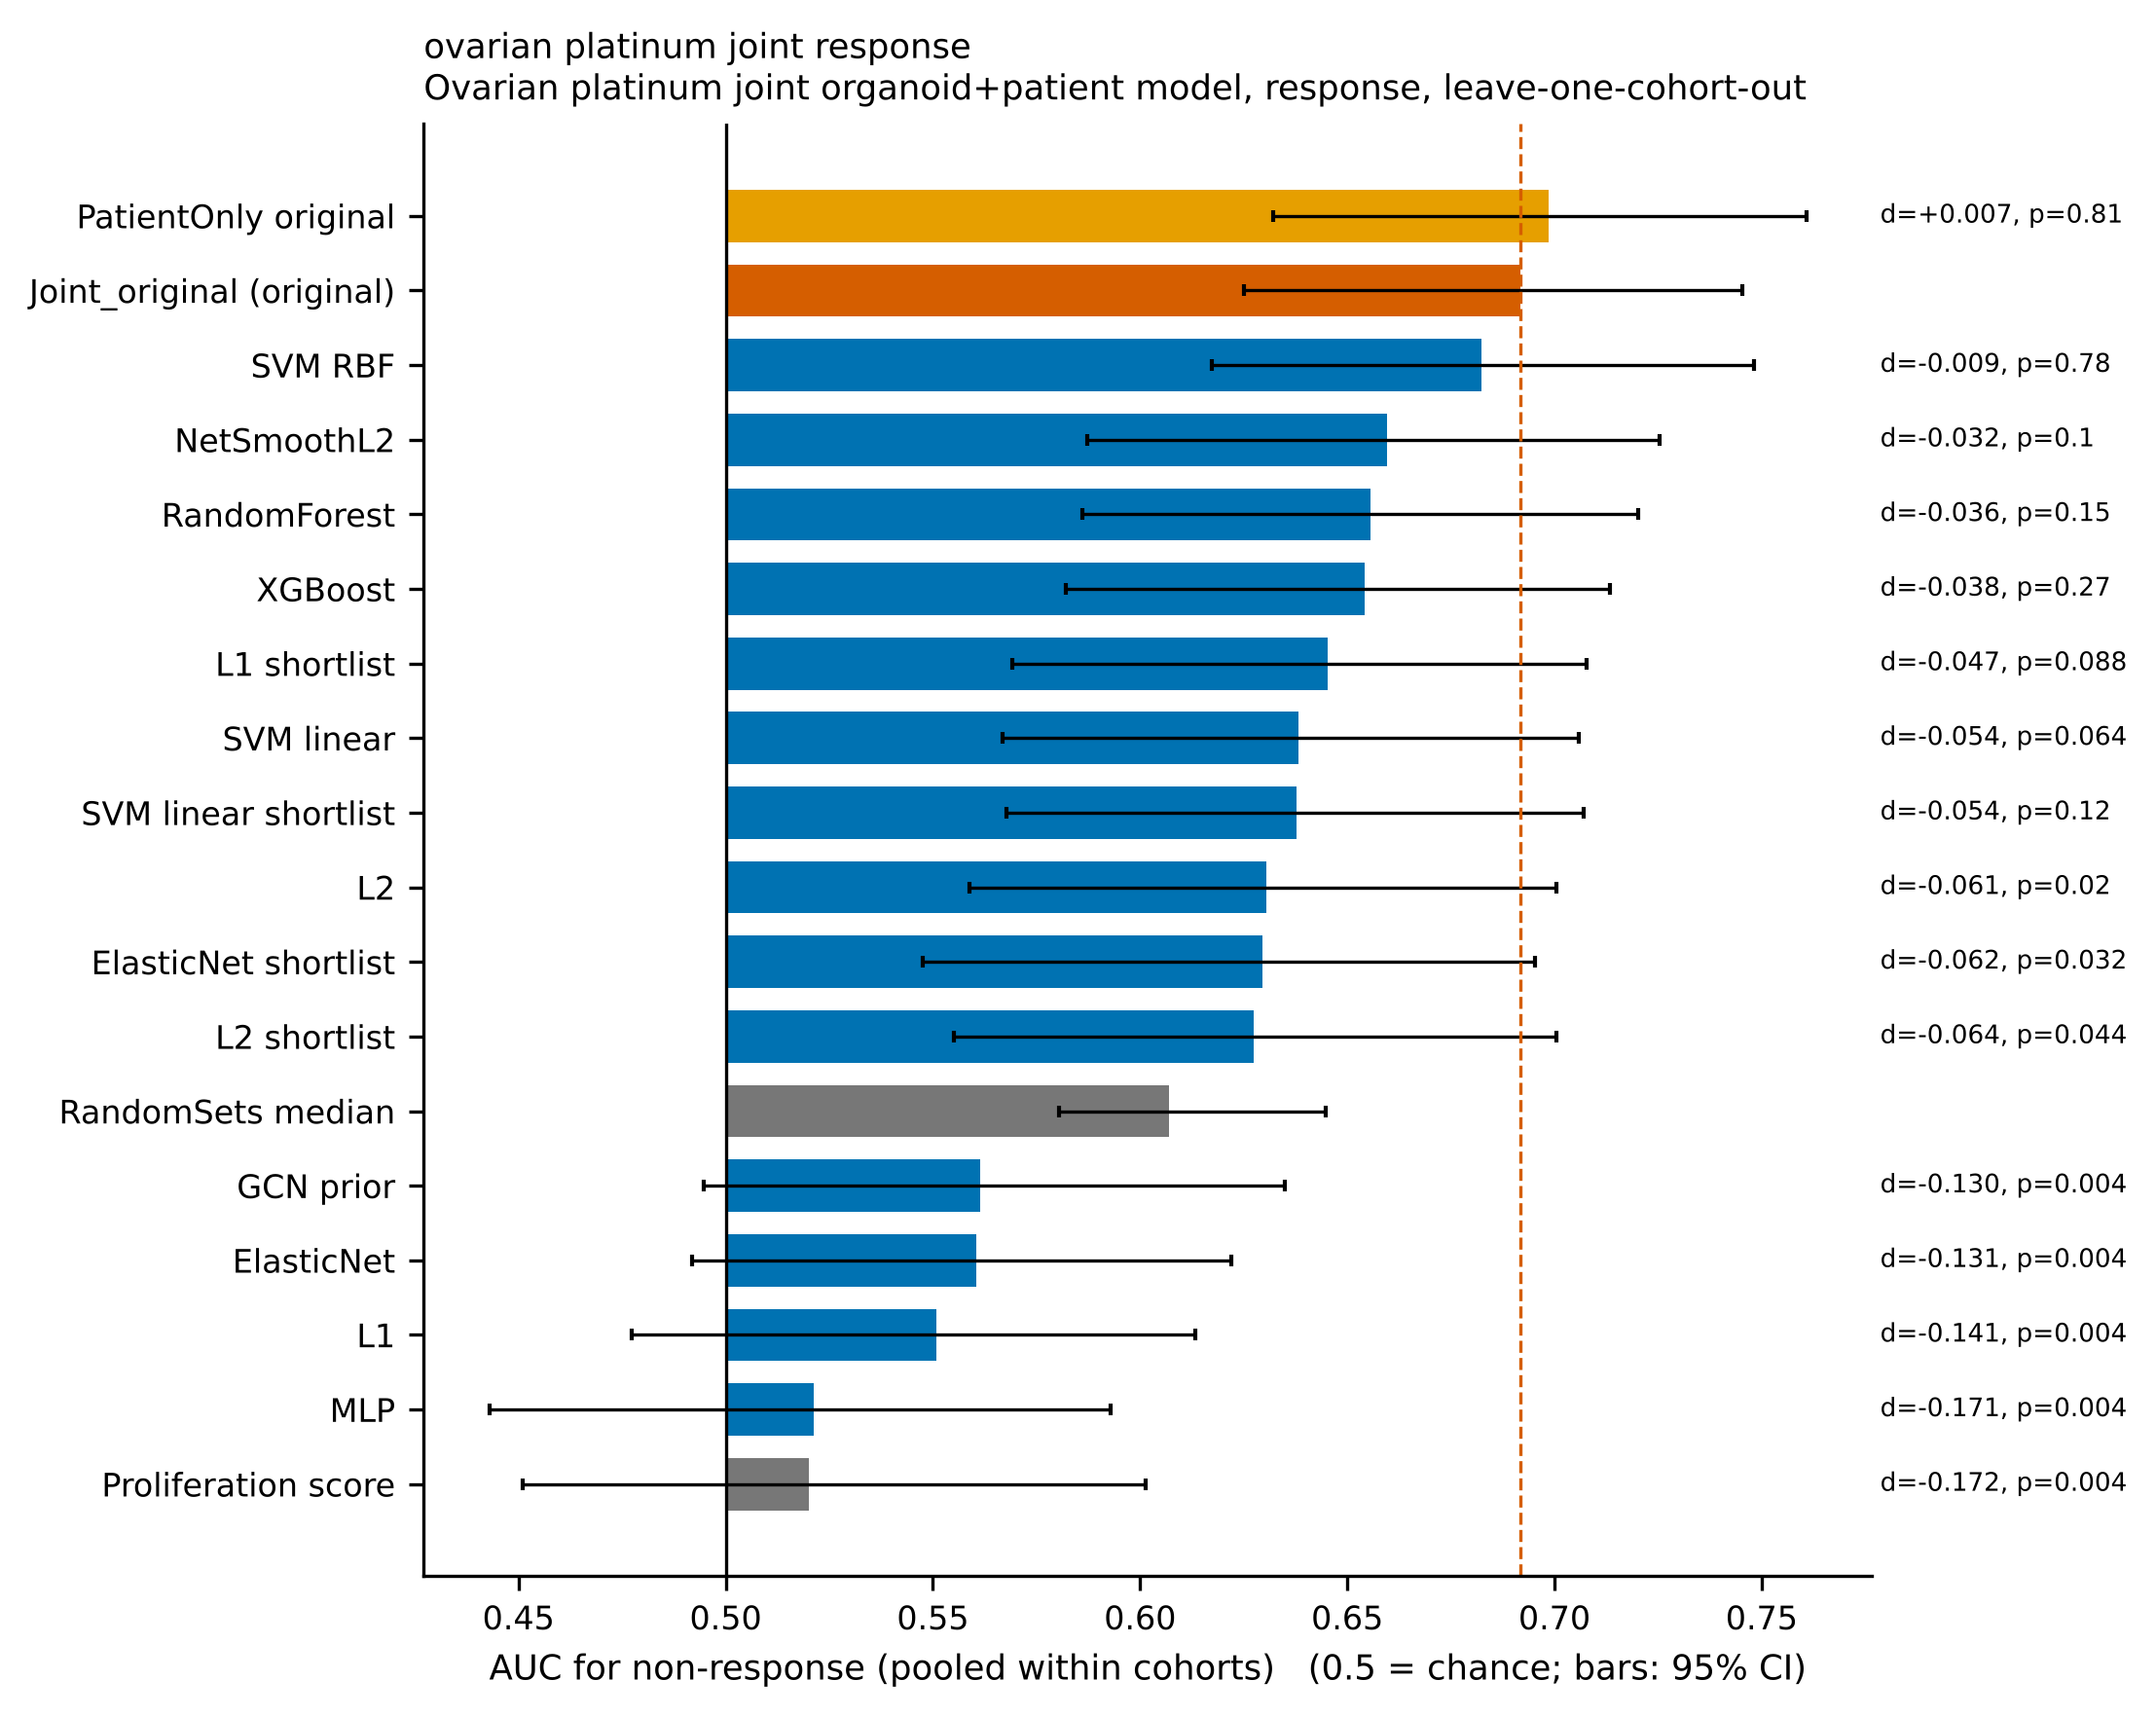 ovarian platinum joint response
Ovarian platinum joint organoid+patient model, response, leave-one-cohort-out
PatientOnly original
d=+0.007, p=0.81
Joint_original (original)
SVM RBF
d=-0.009, p=0.78
NetSmoothL2
d=-0.032, p=0.1
RandomForest
d=-0.036, p=0.15
XGBoost
d=-0.038, p=0.27
L1 shortlist
d=-0.047, p=0.088
SVM linear
d=-0.054, p=0.064
SVM linear shortlist
d=-0.054, p=0.12
L2
d=-0.061, p=0.02
ElasticNet shortlist
d=-0.062, p=0.032
L2 shortlist
d=-0.064, p=0.044
RandomSets median
GCN prior
d=-0.130, p=0.004
ElasticNet
d=-0.131, p=0.004
L1
d=-0.141, p=0.004
MLP
d=-0.171, p=0.004
Proliferation score
d=-0.172, p=0.004
0.45 0.50 0.55 0.60 0.65 0.70 0.75
AUC for non-response (pooled within cohorts) (0.5 = chance; bars: 95% CI)